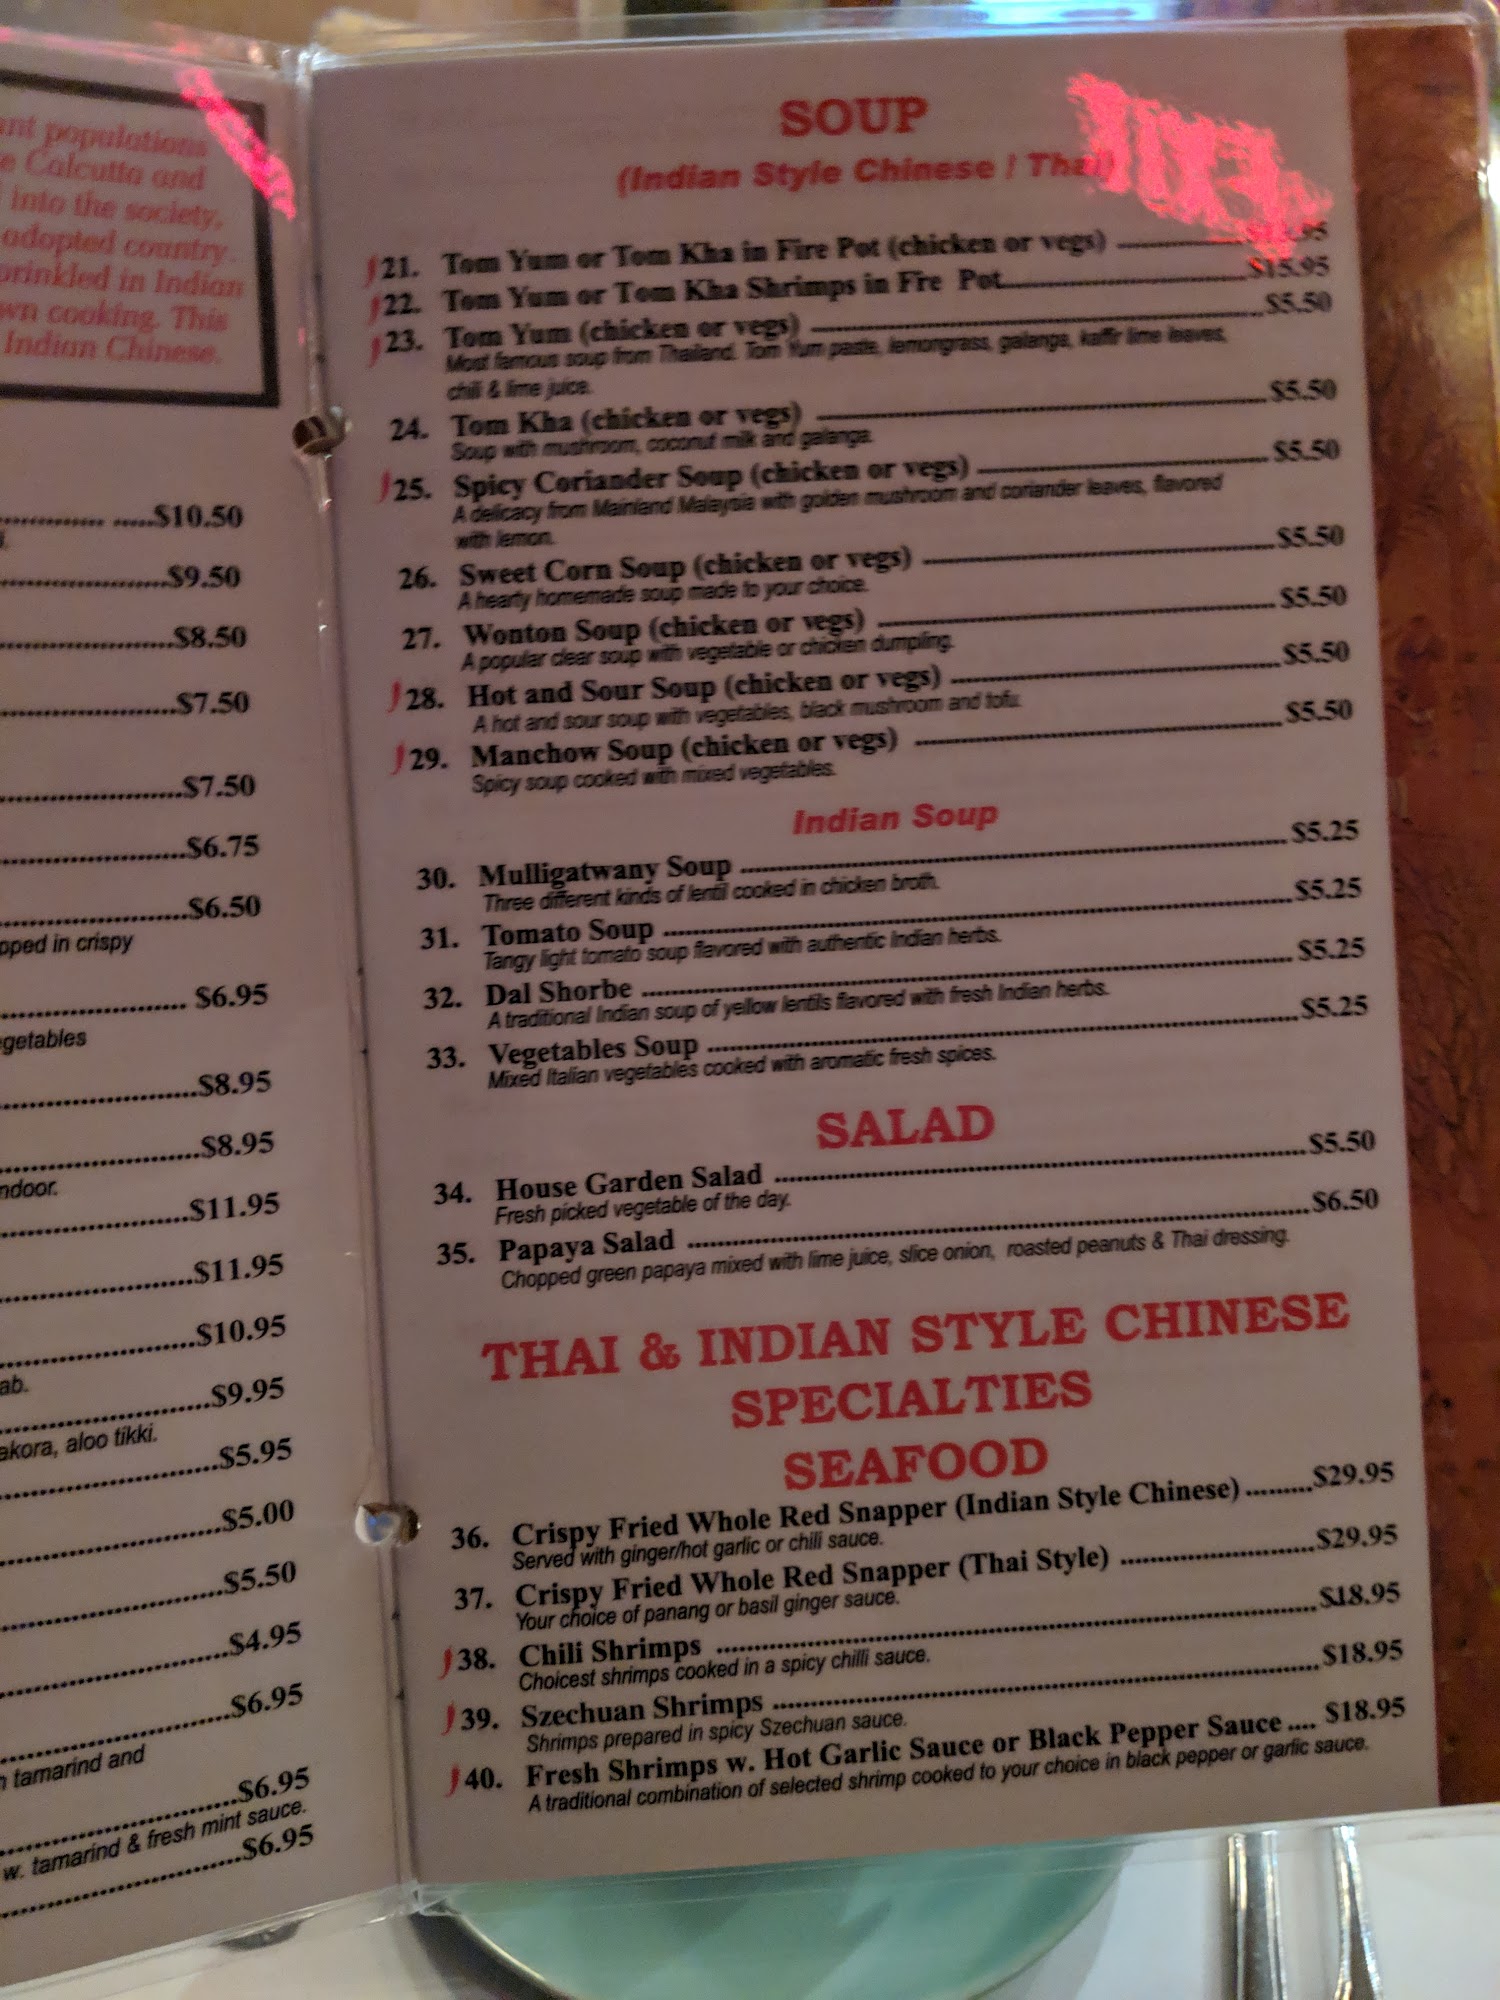 ant populations
e Calcutta and
into the society,
adopted country.
prinkled in Indian
wn cooking. This
Indian Chinese.
$10.50
$9.50
$8.50
$7.50
$7.50
$6.75
$6.50
pped in crispy
$6.95
egetables
$8.95
$8.95
ndoor.
$11.95
$11.95
$10.95
ab.
$9.95
akora, aloo tikki.
$5.95
$5.00
$5.50
$4.95
$6.95
tamarind and
$6.95
w. tamarind & fresh mint sauce.
$6.95
SOUP
(Indian Style Chinese / Thai)
21. Tom Yum or Tom Kha in Fire Pot (chicken or vegs)
22. Tom Yum or Tom Kha Shrimps in Fre Pot $15.95
23. Tom Yum (chicken or vegs) $5.50
Most famous soup from Thailand. Tom Yum paste, lemongrass, galanga, kaffir lime leaves,
chili & lime juice.
24. Tom Kha (chicken or vegs) $5.50
Soup with mushroom, coconut milk and galanga.
25. Spicy Coriander Soup (chicken or vegs) $5.50
A delicacy from Mainland Malaysia with golden mushroom and coriander leaves, flavored
with lemon.
26. Sweet Corn Soup (chicken or vegs) $5.50
A hearty homemade soup made to your choice.
27. Wonton Soup (chicken or vegs) $5.50
A popular clear soup with vegetable or chicken dumpling.
28. Hot and Sour Soup (chicken or vegs) $5.50
A hot and sour soup with vegetables, black mushroom and tofu.
29. Manchow Soup (chicken or vegs) $5.50
Spicy soup cooked with mixed vegetables.
Indian Soup
30. Mulligatwany Soup $5.25
Three different kinds of lentil cooked in chicken broth.
31. Tomato Soup $5.25
Tangy light tomato soup flavored with authentic Indian herbs.
32. Dal Shorbe $5.25
A traditional Indian soup of yellow lentils flavored with fresh Indian herbs.
33. Vegetables Soup $5.25
Mixed Italian vegetables cooked with aromatic fresh spices.
SALAD
34. House Garden Salad $5.50
Fresh picked vegetable of the day.
35. Papaya Salad $6.50
Chopped green papaya mixed with lime juice, slice onion, roasted peanuts & Thai dressing.
THAI & INDIAN STYLE CHINESE
SPECIALTIES
SEAFOOD
36. Crispy Fried Whole Red Snapper (Indian Style Chinese) $29.95
Served with ginger/hot garlic or chili sauce.
37. Crispy Fried Whole Red Snapper (Thai Style) $29.95
Your choice of panang or basil ginger sauce.
38. Chili Shrimps $18.95
Choicest shrimps cooked in a spicy chilli sauce.
39. Szechuan Shrimps $18.95
Shrimps prepared in spicy Szechuan sauce.
40. Fresh Shrimps w. Hot Garlic Sauce or Black Pepper Sauce .... $18.95
A traditional combination of selected shrimp cooked to your choice in black pepper or garlic sauce.